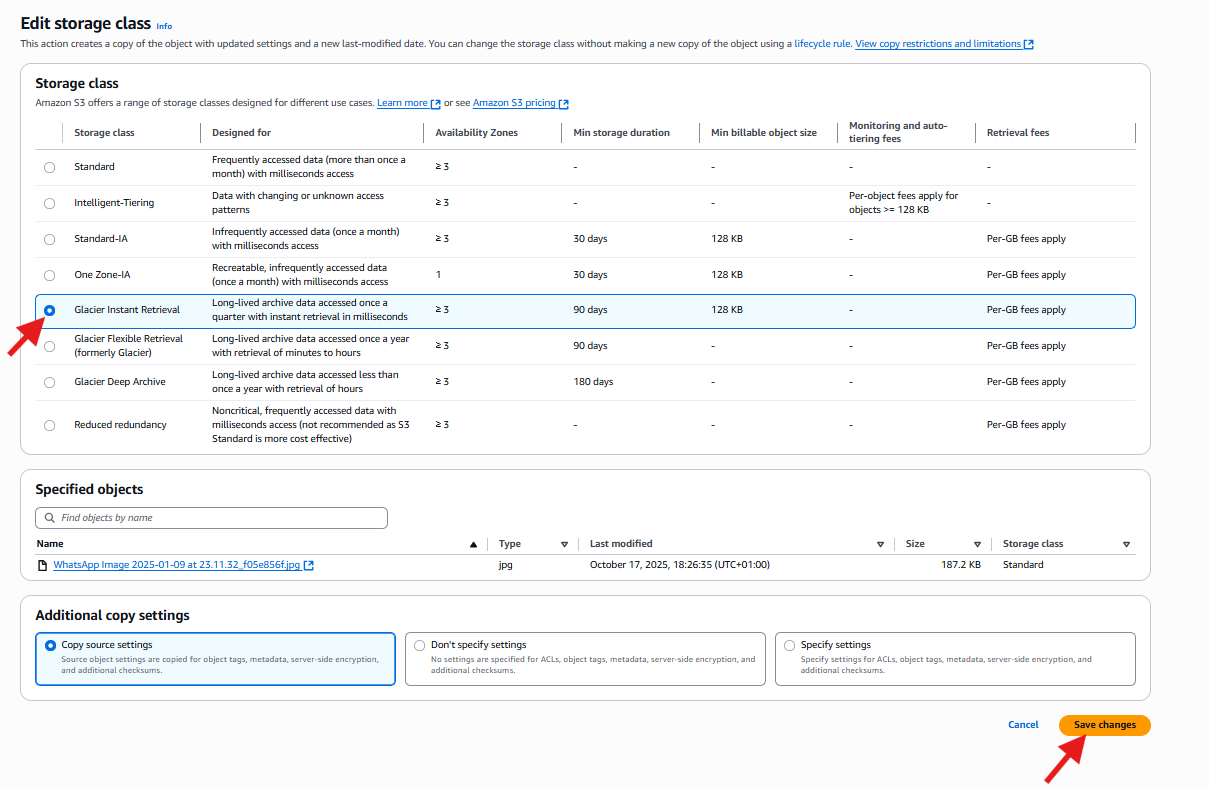 Edit storage class Info
This action creates a copy of the object with updated settings and a new last-modified date. You can change the storage class without making a new copy of the object using a lifecycle rule. View copy restrictions and limitations
Storage class
Amazon S3 offers a range of storage classes designed for different use cases. Learn more or see Amazon S3 pricing
Storage class Designed for Availability Zones Min storage duration Min billable object size Monitoring and auto-
tiering fees Retrieval fees
Standard Frequently accessed data (more than once a
month) with milliseconds access ≥ 3 - - - -
Intelligent-Tiering Data with changing or unknown access
patterns ≥ 3 - - Per-object fees apply for
objects >= 128 KB -
Standard-IA Infrequently accessed data (once a month)
with milliseconds access ≥ 3 30 days 128 KB - Per-GB fees apply
One Zone-IA Recreatable, infrequently accessed data
(once a month) with milliseconds access 1 30 days 128 KB - Per-GB fees apply
Glacier Instant Retrieval Long-lived archive data accessed once a
quarter with instant retrieval in milliseconds ≥ 3 90 days 128 KB - Per-GB fees apply
Glacier Flexible Retrieval
(formerly Glacier) Long-lived archive data accessed once a year
with retrieval of minutes to hours ≥ 3 90 days - - Per-GB fees apply
Glacier Deep Archive Long-lived archive data accessed less than
once a year with retrieval of hours ≥ 3 180 days - - Per-GB fees apply
Reduced redundancy Noncritical, frequently accessed data with
milliseconds access (not recommended as S3
Standard is more cost effective) ≥ 3 - - - Per-GB fees apply
Specified objects
Find objects by name
Name Type Last modified Size Storage class
WhatsApp Image 2025-01-09 at 23.11.32_f05e856f.jpg jpg October 17, 2025, 18:26:35 (UTC+01:00) 187.2 KB Standard
Additional copy settings
Copy source settings
Source object settings are copied for object tags, metadata, server-side encryption,
and additional checksums.
Don't specify settings
No settings are specified for ACLs, object tags, metadata, server-side encryption, and
additional checksums.
Specify settings
Specify settings for ACLs, object tags, metadata, server-side encryption, and
additional checksums.
Cancel Save changes